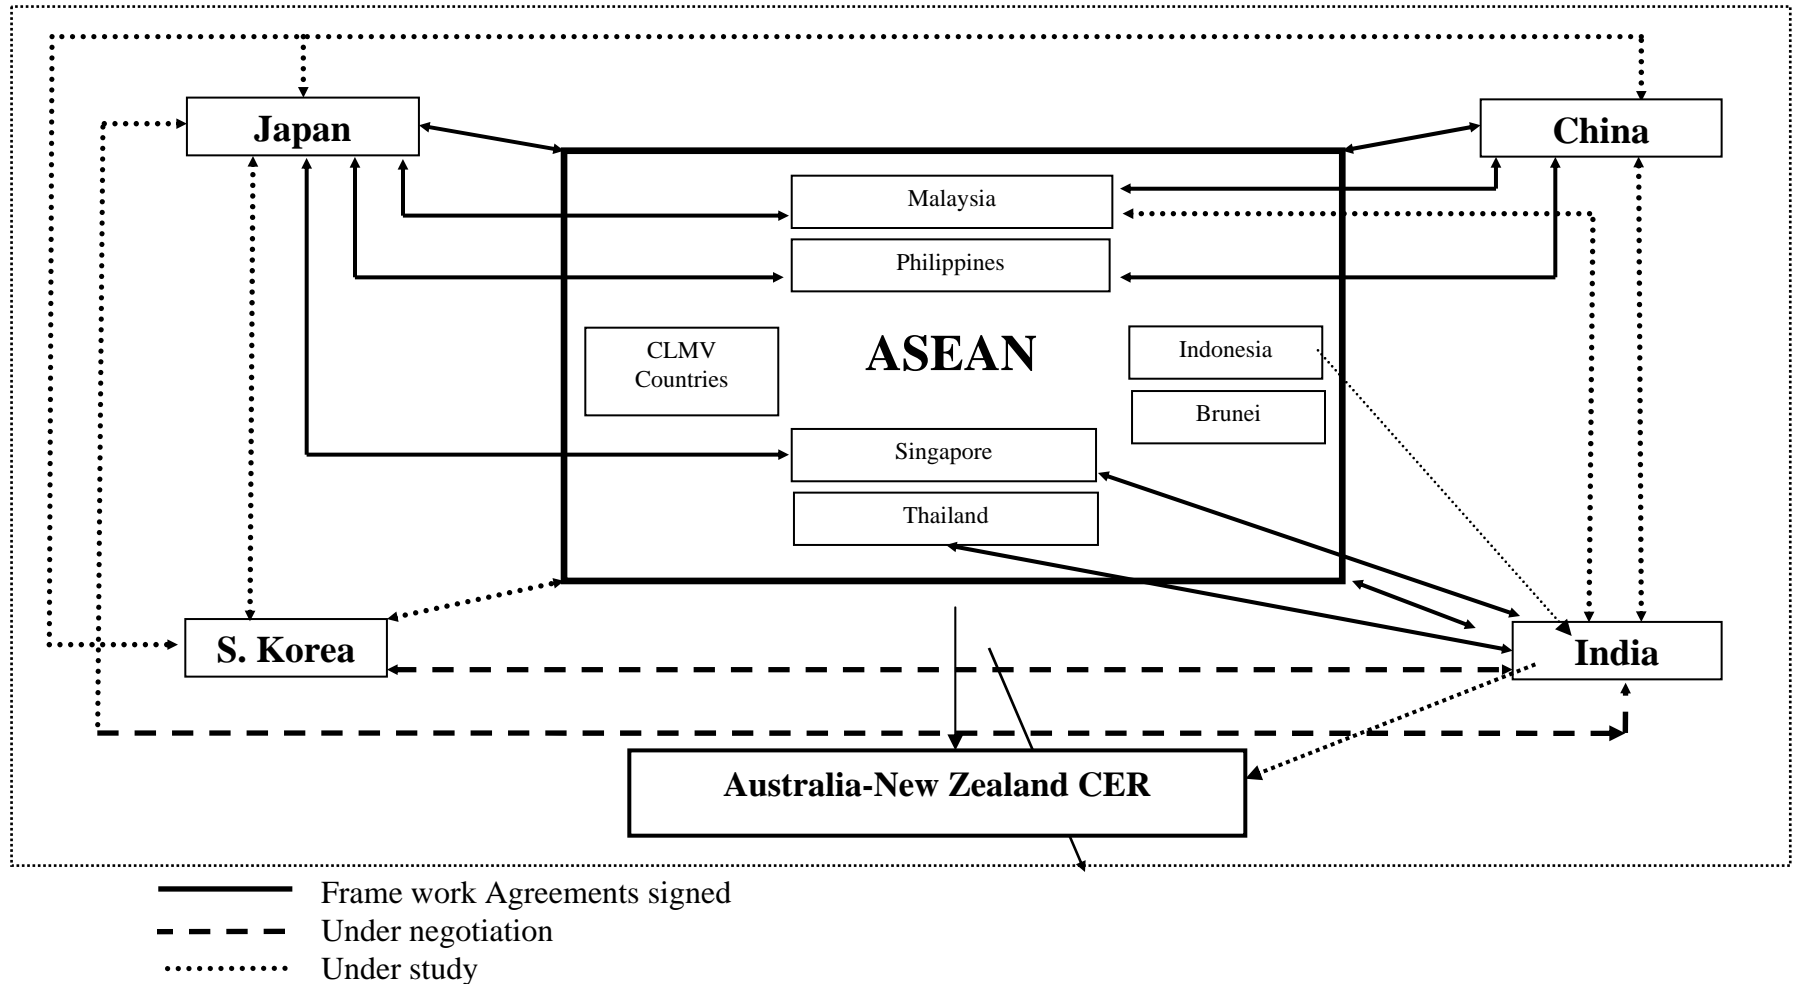 Japan
China
Malaysia
Philippines
CLMV
Countries
ASEAN
Indonesia
Brunei
Singapore
Thailand
S. Korea
India
Australia-New Zealand CER
Frame work Agreements signed
Under negotiation
Under study